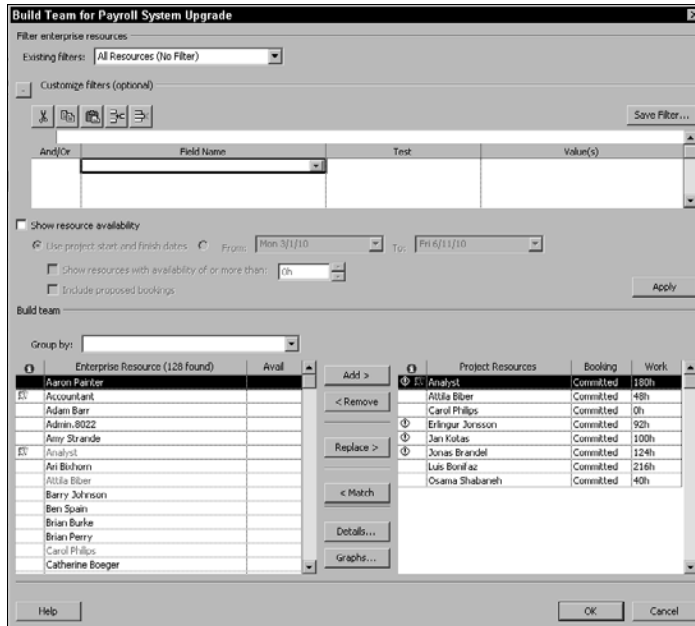 Build Team for Payroll System Upgrade
Filter enterprise resources
Existing filters: All Resources (No Filter)
Customize filters (optional)
Save Filter...
And/Or Field Name Test Value(s)
Show resource availability
Use project start and finish dates From: Mon 3/1/10 To: Fri 6/11/10
Show resources with availability of or more than: 0h
Include proposed bookings
Apply
Build team
Group by:
Enterprise Resource (128 found) Avail
Aaron Painter
Accountant
Adam Barr
Admin.8022
Amy Strande
Analyst
Ari Bixhorn
Attila Biber
Barry Johnson
Ben Spain
Brian Burke
Brian Perry
Carol Philips
Catherine Boeger
Add >
< Remove
Replace >
< Match
Details...
Graphs...
Project Resources Booking Work
Analyst Committed 180h
Attila Biber Committed 48h
Carol Philips Committed 0h
Erlingur Jonsson Committed 92h
Jan Kotas Committed 100h
Jonas Brandel Committed 124h
Luis Bonifaz Committed 216h
Osama Shabaneh Committed 40h
Help
OK
Cancel